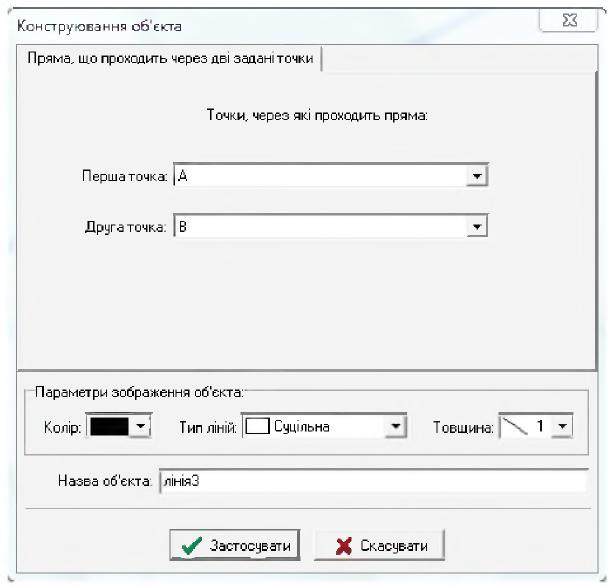 Конструювання об'єкта
Пряма, що проходить через дві задані точки
Точки, через які проходить пряма:
Перша точка: A
Друга точка: B
Параметри зображення об'єкта:
Колір: Тип ліній: Суцільна Товщина: 1
Назва об'єкта: лінія3
Застосувати Скасувати